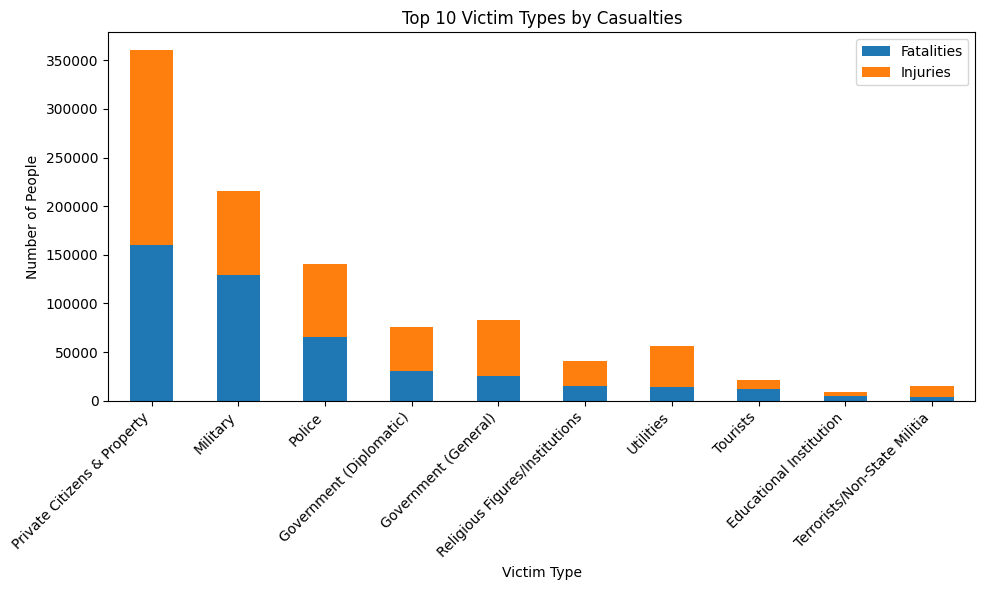 Top 10 Victim Types by Casualties
Fatalities
Injuries
Number of People
350000
300000
250000
200000
150000
100000
50000
0
Private Citizens & Property
Military
Police
Government (Diplomatic)
Government (General)
Religious Figures/Institutions
Utilities
Tourists
Educational Institution
Terrorists/Non-State Militia
Victim Type